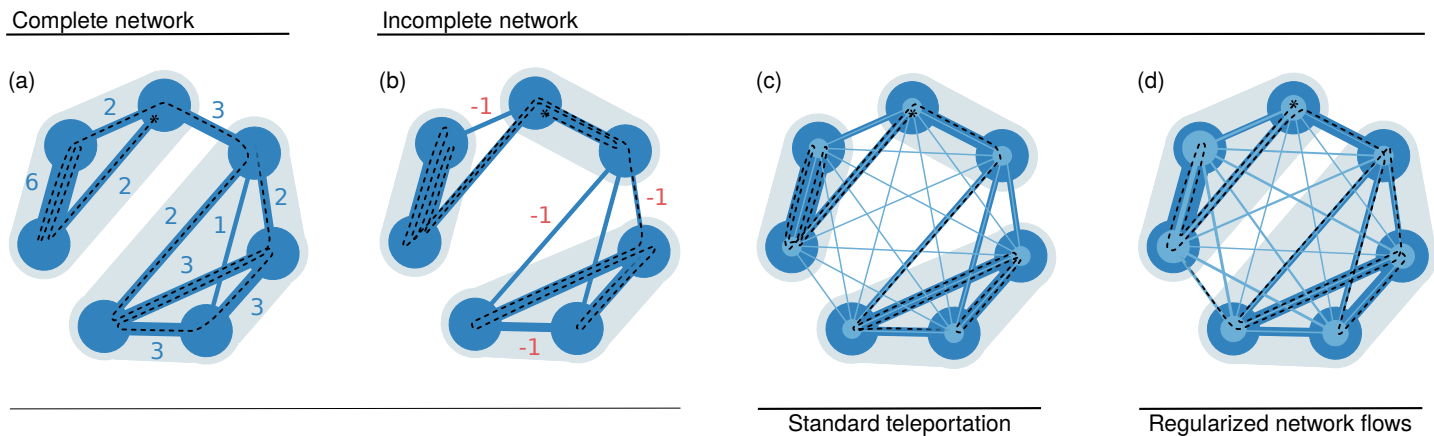 Complete network
Incomplete network
(a)
(b)
(c)
(d)
2
3
*
6
2
2
2
1
3
3
3
-1
*
-1
-1
-1
*
*
Standard teleportation
Regularized network flows